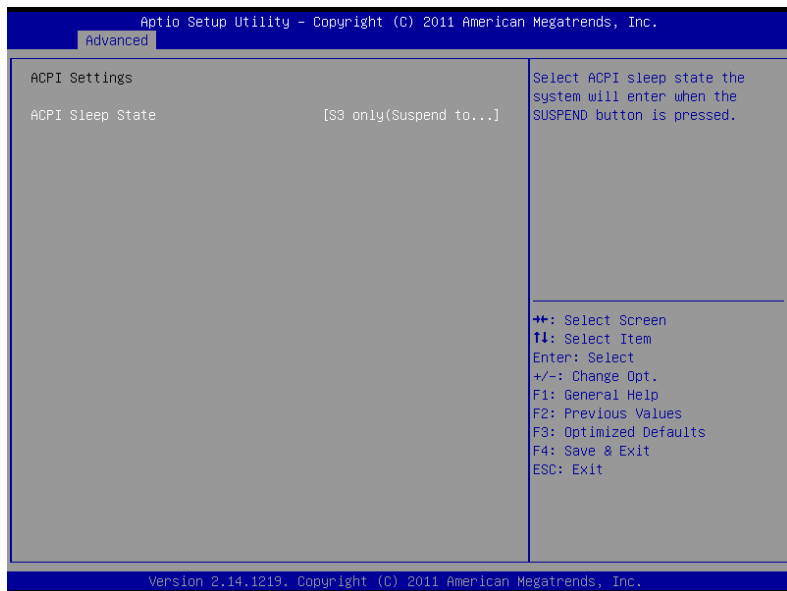 Aptio Setup Utility – Copyright (C) 2011 American Megatrends, Inc.
Advanced
ACPI Settings
ACPI Sleep State [S3 only(Suspend to...]
Select ACPI sleep state the
system will enter when the
SUSPEND button is pressed.
→←: Select Screen
↑↓: Select Item
Enter: Select
+/-: Change Opt.
F1: General Help
F2: Previous Values
F3: Optimized Defaults
F4: Save & Exit
ESC: Exit
Version 2.14.1219. Copyright (C) 2011 American Megatrends, Inc.